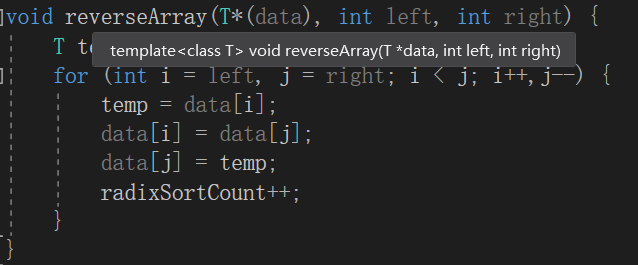 void reverseArray(T*(data), int left, int right) {
T te
template<class T> void reverseArray(T *data, int left, int right)
for (int i = left, j = right; i < j; i++,j--) {
temp = data[i];
data[i] = data[j];
data[j] = temp;
radixSortCount++;
}
}